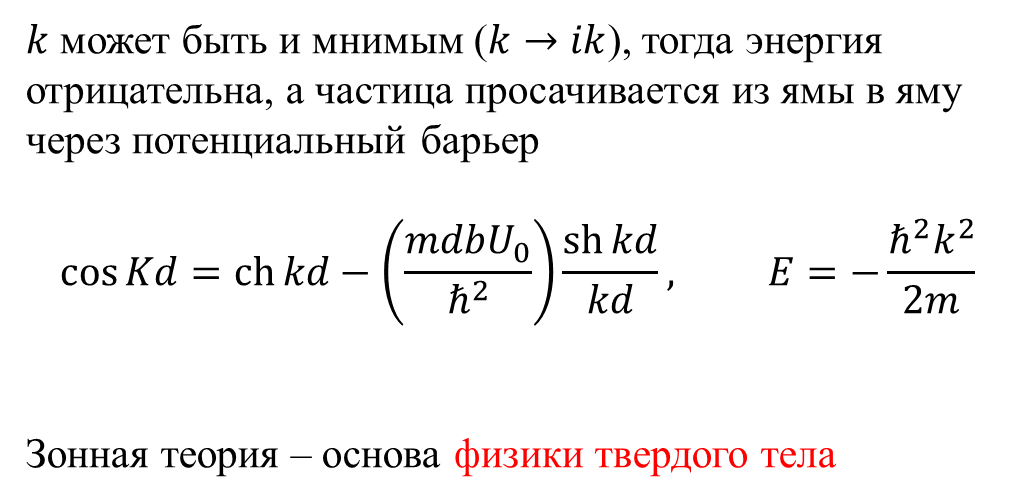 k может быть и мнимым (k → ik), тогда энергия
отрицательна, а частица просачивается из ямы в яму
через потенциальный барьер
cos Kd = ch kd − (mdbU₀/ħ²) sh kd/kd, E = −ħ²k²/2m
Зонная теория – основа физики твердого тела